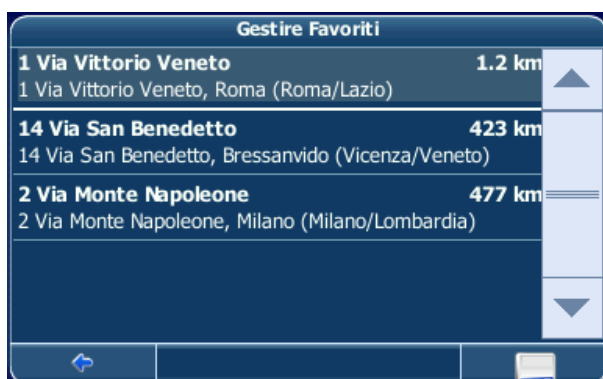 Gestire Favoriti
1 Via Vittorio Veneto 1.2 km
1 Via Vittorio Veneto, Roma (Roma/Lazio)
14 Via San Benedetto 423 km
14 Via San Benedetto, Bressanvido (Vicenza/Veneto)
2 Via Monte Napoleone 477 km
2 Via Monte Napoleone, Milano (Milano/Lombardia)